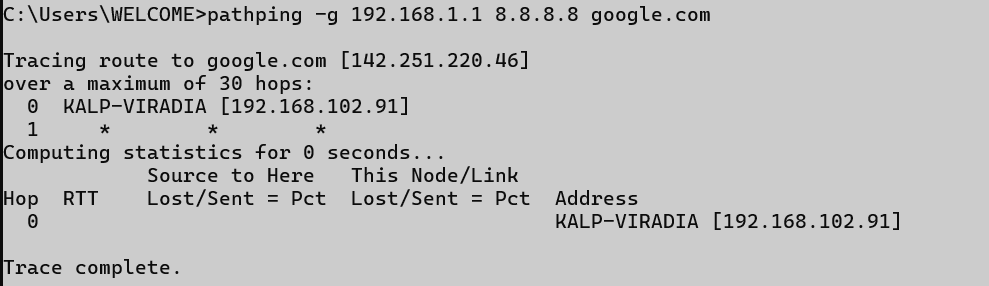 C:\Users\WELCOME>pathping -g 192.168.1.1 8.8.8.8 google.com
Tracing route to google.com [142.251.220.46]
over a maximum of 30 hops:
  0  KALP-VIRADIA [192.168.102.91]
  1     *        *        *
Computing statistics for 0 seconds...
            Source to Here   This Node/Link
Hop  RTT    Lost/Sent = Pct  Lost/Sent = Pct  Address
  0                                           KALP-VIRADIA [192.168.102.91]
Trace complete.